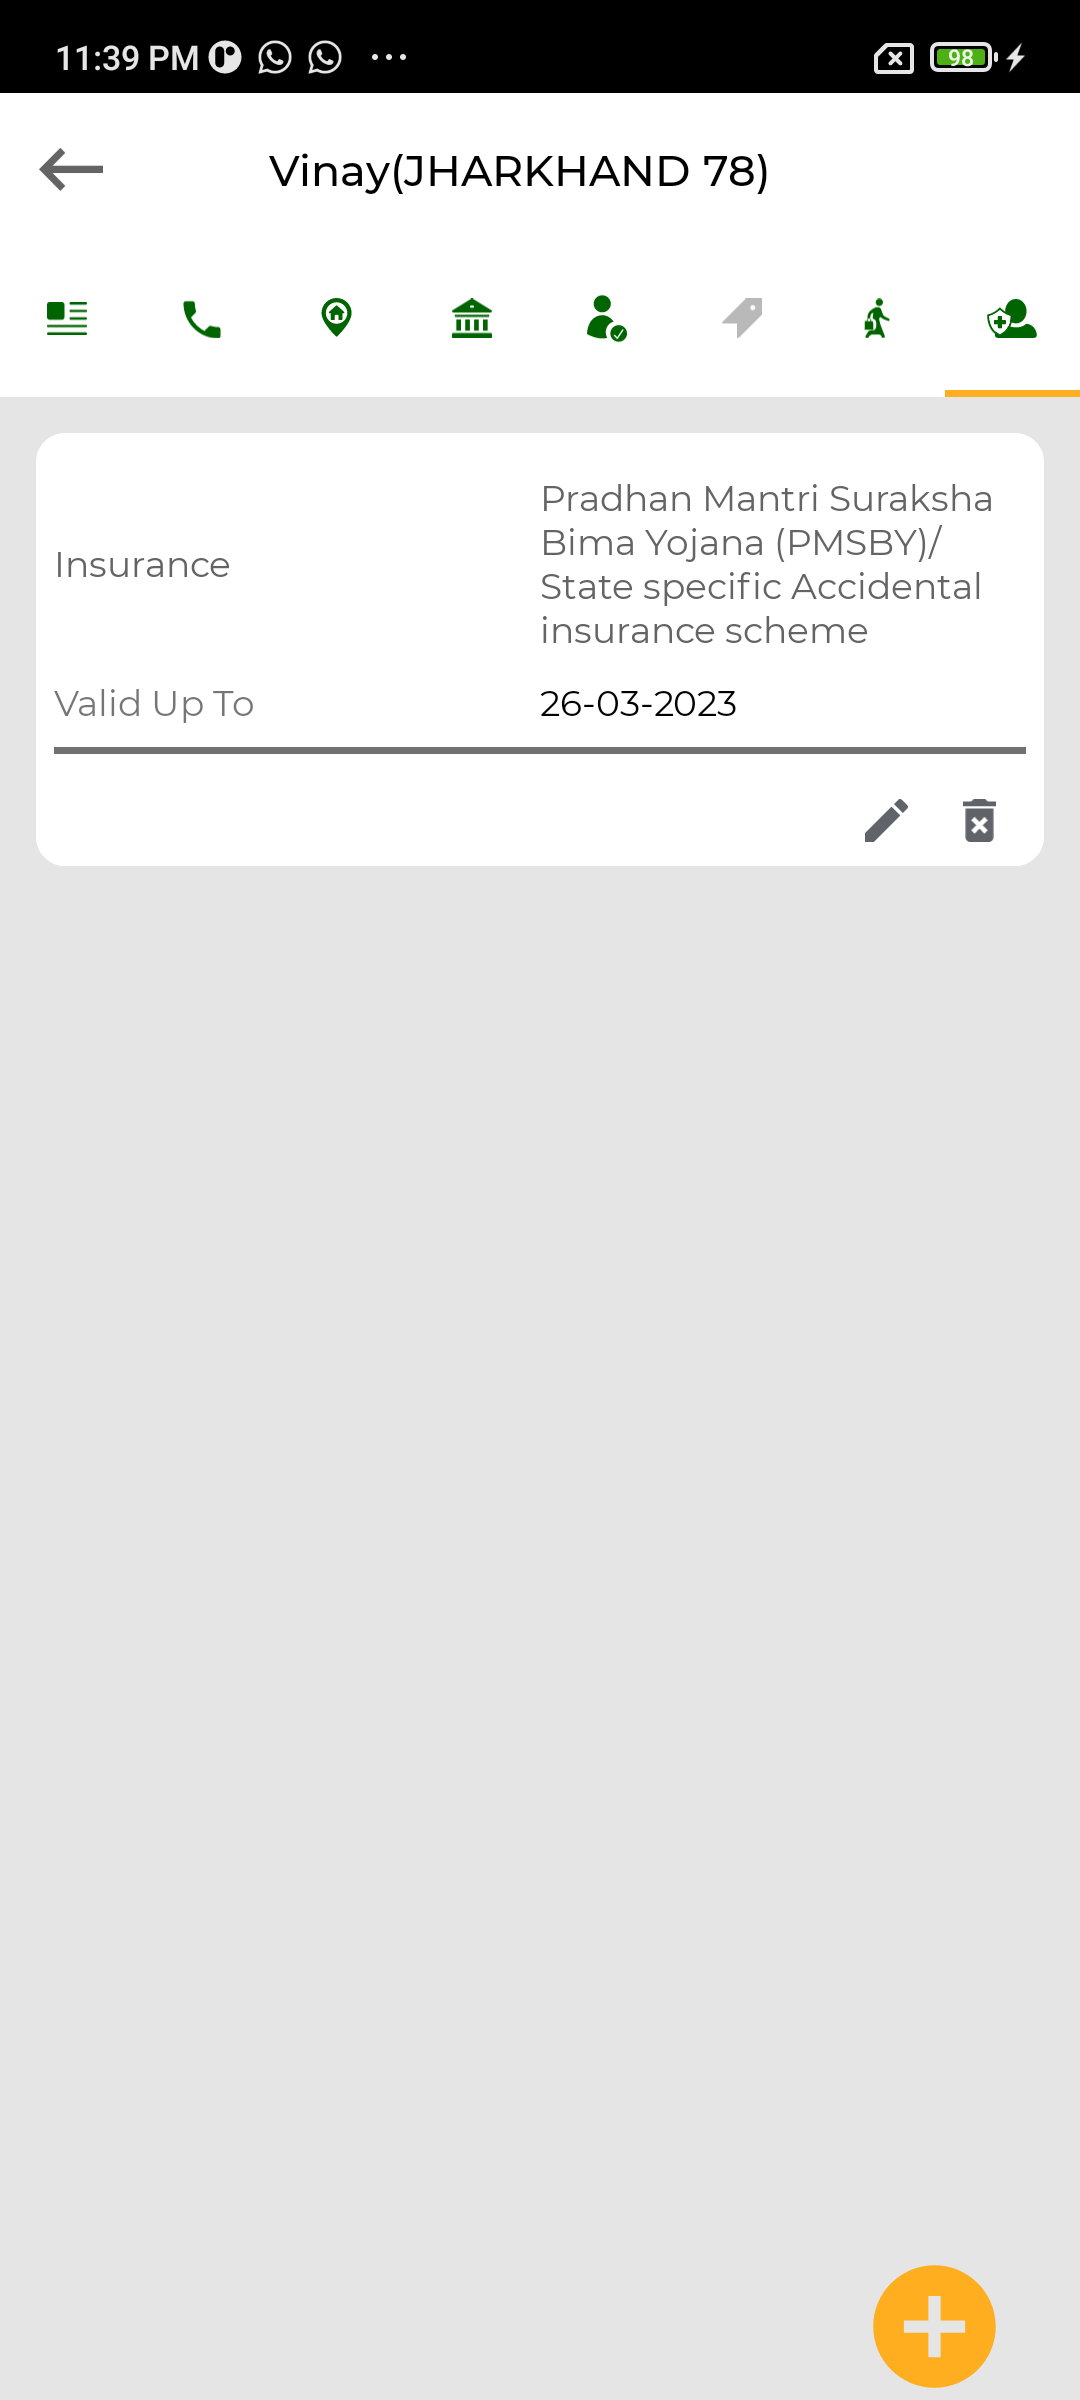 11:39 PM
98
Vinay(JHARKHAND 78)
Insurance
Pradhan Mantri Suraksha
Bima Yojana (PMSBY)/
State specific Accidental
insurance scheme
Valid Up To
26-03-2023